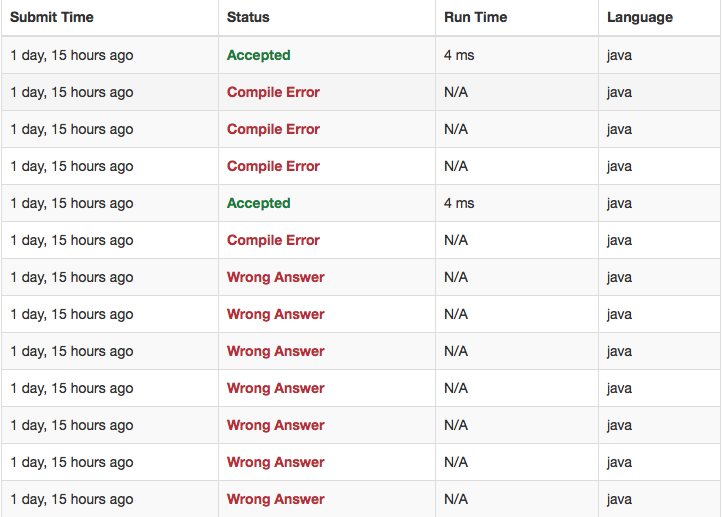 Submit Time Status Run Time Language
1 day, 15 hours ago Accepted 4 ms java
1 day, 15 hours ago Compile Error N/A java
1 day, 15 hours ago Compile Error N/A java
1 day, 15 hours ago Compile Error N/A java
1 day, 15 hours ago Accepted 4 ms java
1 day, 15 hours ago Compile Error N/A java
1 day, 15 hours ago Wrong Answer N/A java
1 day, 15 hours ago Wrong Answer N/A java
1 day, 15 hours ago Wrong Answer N/A java
1 day, 15 hours ago Wrong Answer N/A java
1 day, 15 hours ago Wrong Answer N/A java
1 day, 15 hours ago Wrong Answer N/A java
1 day, 15 hours ago Wrong Answer N/A java